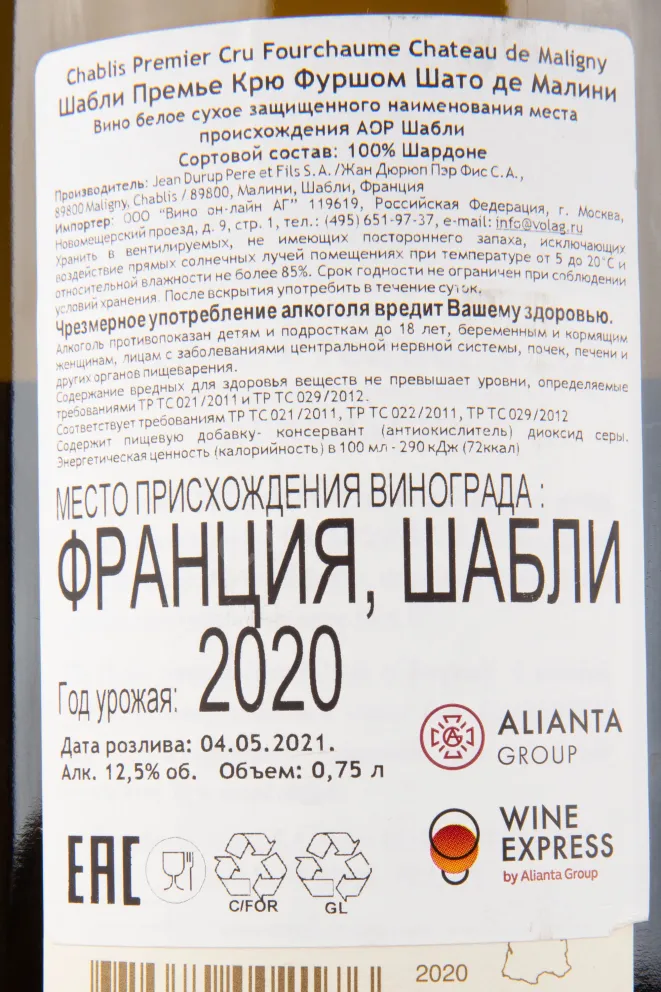 Chablis Premier Cru Fourchaume Chateau de Maligny
Шабли Премье Крю Фуршом Шато де Малини
Вино белое сухое защищенного наименования места
происхождения АОР Шабли
Сортовой состав: 100% Шардоне
Производитель: Jean Durup Pere et Fils S.A. /Жан Дюрюп Пэр Фис С.А.,
89800 Maligny, Chablis / 89800, Малини, Шабли, Франция
Импортер: ООО "Вино он-лайн АГ" 119619, Российская Федерация, г. Москва,
Новомещерский проезд, д. 9, стр. 1, тел.: (495) 651-97-37, e-mail: info@volag.ru
Хранить в вентилируемых, не имеющих постороннего запаха, исключающих
воздействие прямых солнечных лучей помещениях при температуре от 5 до 20°С и
относительной влажности не более 85%. Срок годности не ограничен при соблюдении
условий хранения. После вскрытия употребить в течение суток.
Чрезмерное употребление алкоголя вредит Вашему здоровью.
Алкоголь противопоказан детям и подросткам до 18 лет, беременным и кормящим
женщинам, лицам с заболеваниями центральной нервной системы, почек, печени и
других органов пищеварения.
Содержание вредных для здоровья веществ не превышает уровни, определяемые
требованиями ТР ТС 021/2011 и ТР ТС 029/2012.
Соответствует требованиям ТР ТС 021/2011, ТР ТС 022/2011, ТР ТС 029/2012
Содержит пищевую добавку- консервант (антиокислитель) диоксид серы.
Энергетическая ценность (калорийность) в 100 мл - 290 кДж (72ккал)
МЕСТО ПРИСХОЖДЕНИЯ ВИНОГРАДА :
ФРАНЦИЯ, ШАБЛИ
Год урожая: 2020
Дата розлива: 04.05.2021.
Алк. 12,5% об. Объем: 0,75 л
ALIANTA
GROUP
WINE
EXPRESS
by Alianta Group
EAC
C/FOR
GL
2020